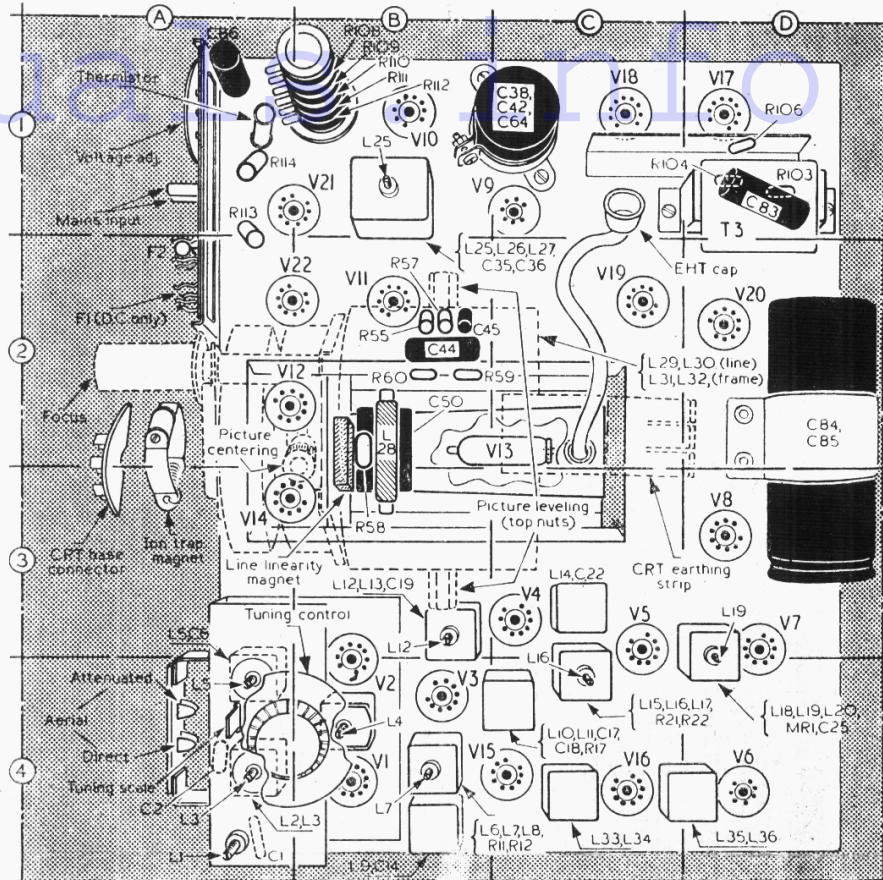 A
B
C
D
1
2
3
4
C86
Thermistor
Voltage adj.
Mains input
F2
F1 (D.C only)
Focus
R108
R109
R110
R111
R112
R114
R113
V10
L25
V21
V22
C38,
C42,
C64
V9
V18
V17
R106
R104
R103
C83
T3
EHT cap
L25,L26,L27,
C35,C36
R57
V11
R55
C45
C44
R60
R59
V19
V20
L29,L30,(line)
L31,L32,(frame)
V12
C50
L
28
V13
Picture
centering
C84,
C85
V14
R58
Picture leveling
(top nuts)
V8
CRT base
connector
Ion trap
magnet
Line linearity
magnet
CRT earthing
strip
L12,L13,C19
L14,C22
Tuning control
V4
V5
L19
V7
L5,C6
L12
L16
Attenuated
Aerial
Direct
L5
V2
L4
V3
L15,L16,L17,
R21,R22
L18,L19,L20,
MR1,C25
L10,L11,C17,
C18,R17
Tuning scale
C2
L3
V1
V15
L7
V16
V6
L2,L3
L1
C1
L6,L7,L8,
R11,R12
L9,C14
L33,L34
L35,L36
uals.info